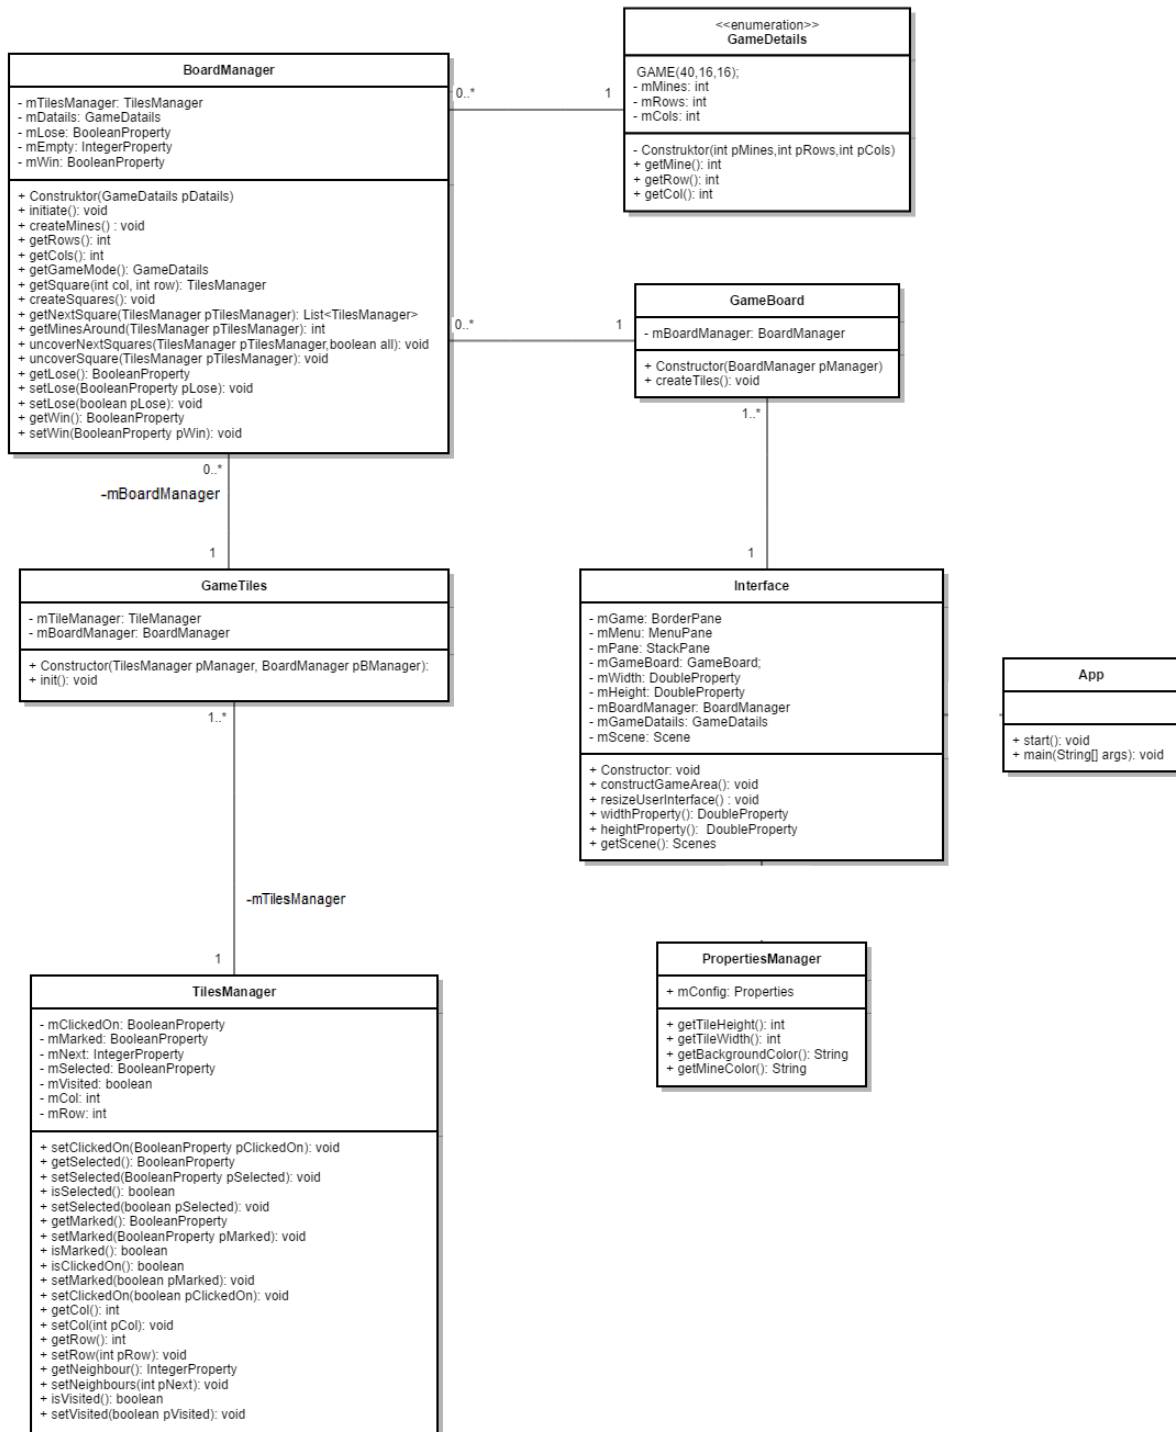 BoardManager
- mTilesManager: TilesManager
- mDatails: GameDatails
- mLose: BooleanProperty
- mEmpty: IntegerProperty
- mWin: BooleanProperty
+ Construktor(GameDatails pDatails)
+ initiate(): void
+ createMines() : void
+ getRows(): int
+ getCols(): int
+ getGameMode(): GameDatails
+ getSquare(int col, int row): TilesManager
+ createSquares(): void
+ getNextSquare(TilesManager pTilesManager): List<TilesManager>
+ getMinesAround(TilesManager pTilesManager): int
+ uncoverNextSquares(TilesManager pTilesManager,boolean all): void
+ uncoverSquare(TilesManager pTilesManager): void
+ getLose(): BooleanProperty
+ setLose(BooleanProperty pLose): void
+ setLose(boolean pLose): void
+ getWin(): BooleanProperty
+ setWin(BooleanProperty pWin): void
0..*
1
<<enumeration>>
GameDetails
GAME(40,16,16);
- mMines: int
- mRows: int
- mCols: int
- Construktor(int pMines,int pRows,int pCols)
+ getMine(): int
+ getRow(): int
+ getCol(): int
0..*
1
GameBoard
- mBoardManager: BoardManager
+ Constructor(BoardManager pManager)
+ createTiles(): void
1..*
1
0..*
-mBoardManager
1
GameTiles
- mTileManager: TileManager
- mBoardManager: BoardManager
+ Constructor(TilesManager pManager, BoardManager pBManager):
+ init(): void
1..*
-mTilesManager
1
Interface
- mGame: BorderPane
- mMenu: MenuPane
- mPane: StackPane
- mGameBoard: GameBoard;
- mWidth: DoubleProperty
- mHeight: DoubleProperty
- mBoardManager: BoardManager
- mGameDatails: GameDatails
- mScene: Scene
+ Constructor: void
+ constructGameArea(): void
+ resizeUserInterface() : void
+ widthProperty(): DoubleProperty
+ heightProperty(): DoubleProperty
+ getScene(): Scenes
App
+ start(): void
+ main(String[] args): void
PropertiesManager
+ mConfig: Properties
+ getTileHeight(): int
+ getTileWidth(): int
+ getBackgroundColor(): String
+ getMineColor(): String
TilesManager
- mClickedOn: BooleanProperty
- mMarked: BooleanProperty
- mNext: IntegerProperty
- mSelected: BooleanProperty
- mVisited: boolean
- mCol: int
- mRow: int
+ setClickedOn(BooleanProperty pClickedOn): void
+ getSelected(): BooleanProperty
+ setSelected(BooleanProperty pSelected): void
+ isSelected(): boolean
+ setSelected(boolean pSelected): void
+ getMarked(): BooleanProperty
+ setMarked(BooleanProperty pMarked): void
+ isMarked(): boolean
+ isClickedOn(): boolean
+ setMarked(boolean pMarked): void
+ setClickedOn(boolean pClickedOn): void
+ getCol(): int
+ setCol(int pCol): void
+ getRow(): int
+ setRow(int pRow): void
+ getNeighbour(): IntegerProperty
+ setNeighbours(int pNext): void
+ isVisited(): boolean
+ setVisited(boolean pVisited): void